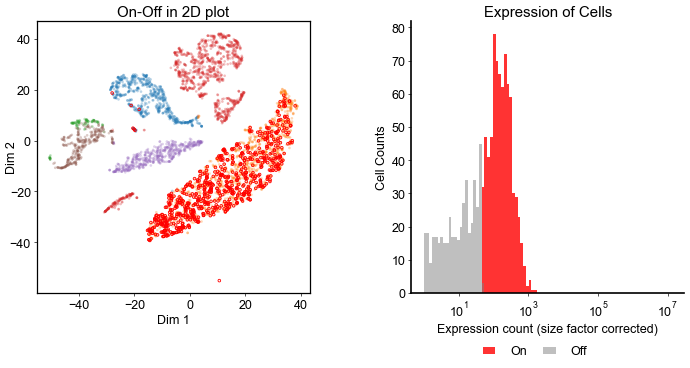 On-Off in 2D plot
40
20
0
−20
−40
Dim 2
−40
−20
0
20
40
Dim 1
Expression of Cells
80
70
60
50
40
30
20
10
0
Cell Counts
10^1
10^3
10^5
10^7
Expression count (size factor corrected)
On
Off